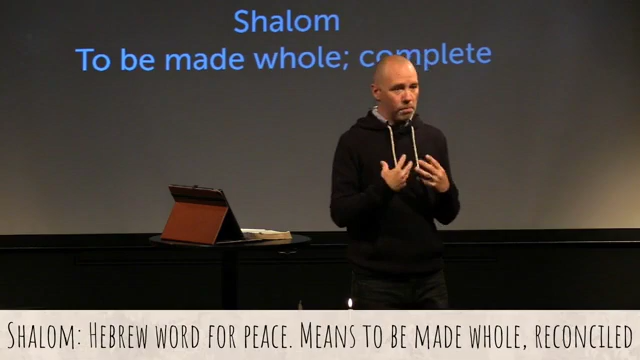 Shalom
To be made whole; complete
SHALOM: HEBREW WORD FOR PEACE. MEANS TO BE MADE WHOLE, RECONCILED